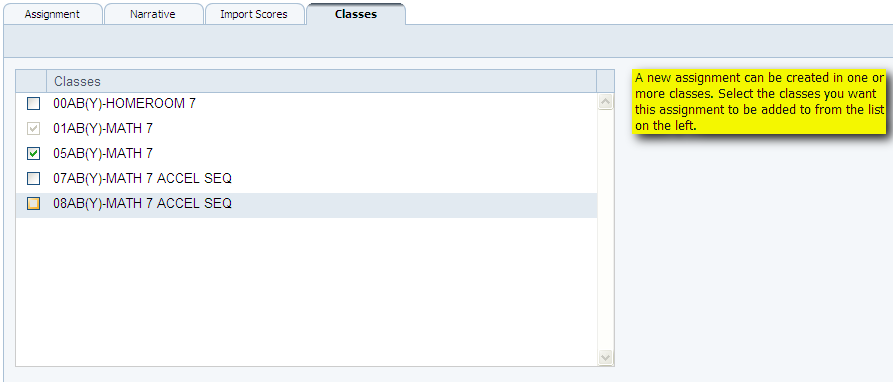 Assignment Narrative Import Scores Classes
Classes
00AB(Y)-HOMEROOM 7
01AB(Y)-MATH 7
05AB(Y)-MATH 7
07AB(Y)-MATH 7 ACCEL SEQ
08AB(Y)-MATH 7 ACCEL SEQ
A new assignment can be created in one or
more classes. Select the classes you want
this assignment to be added to from the list
on the left.